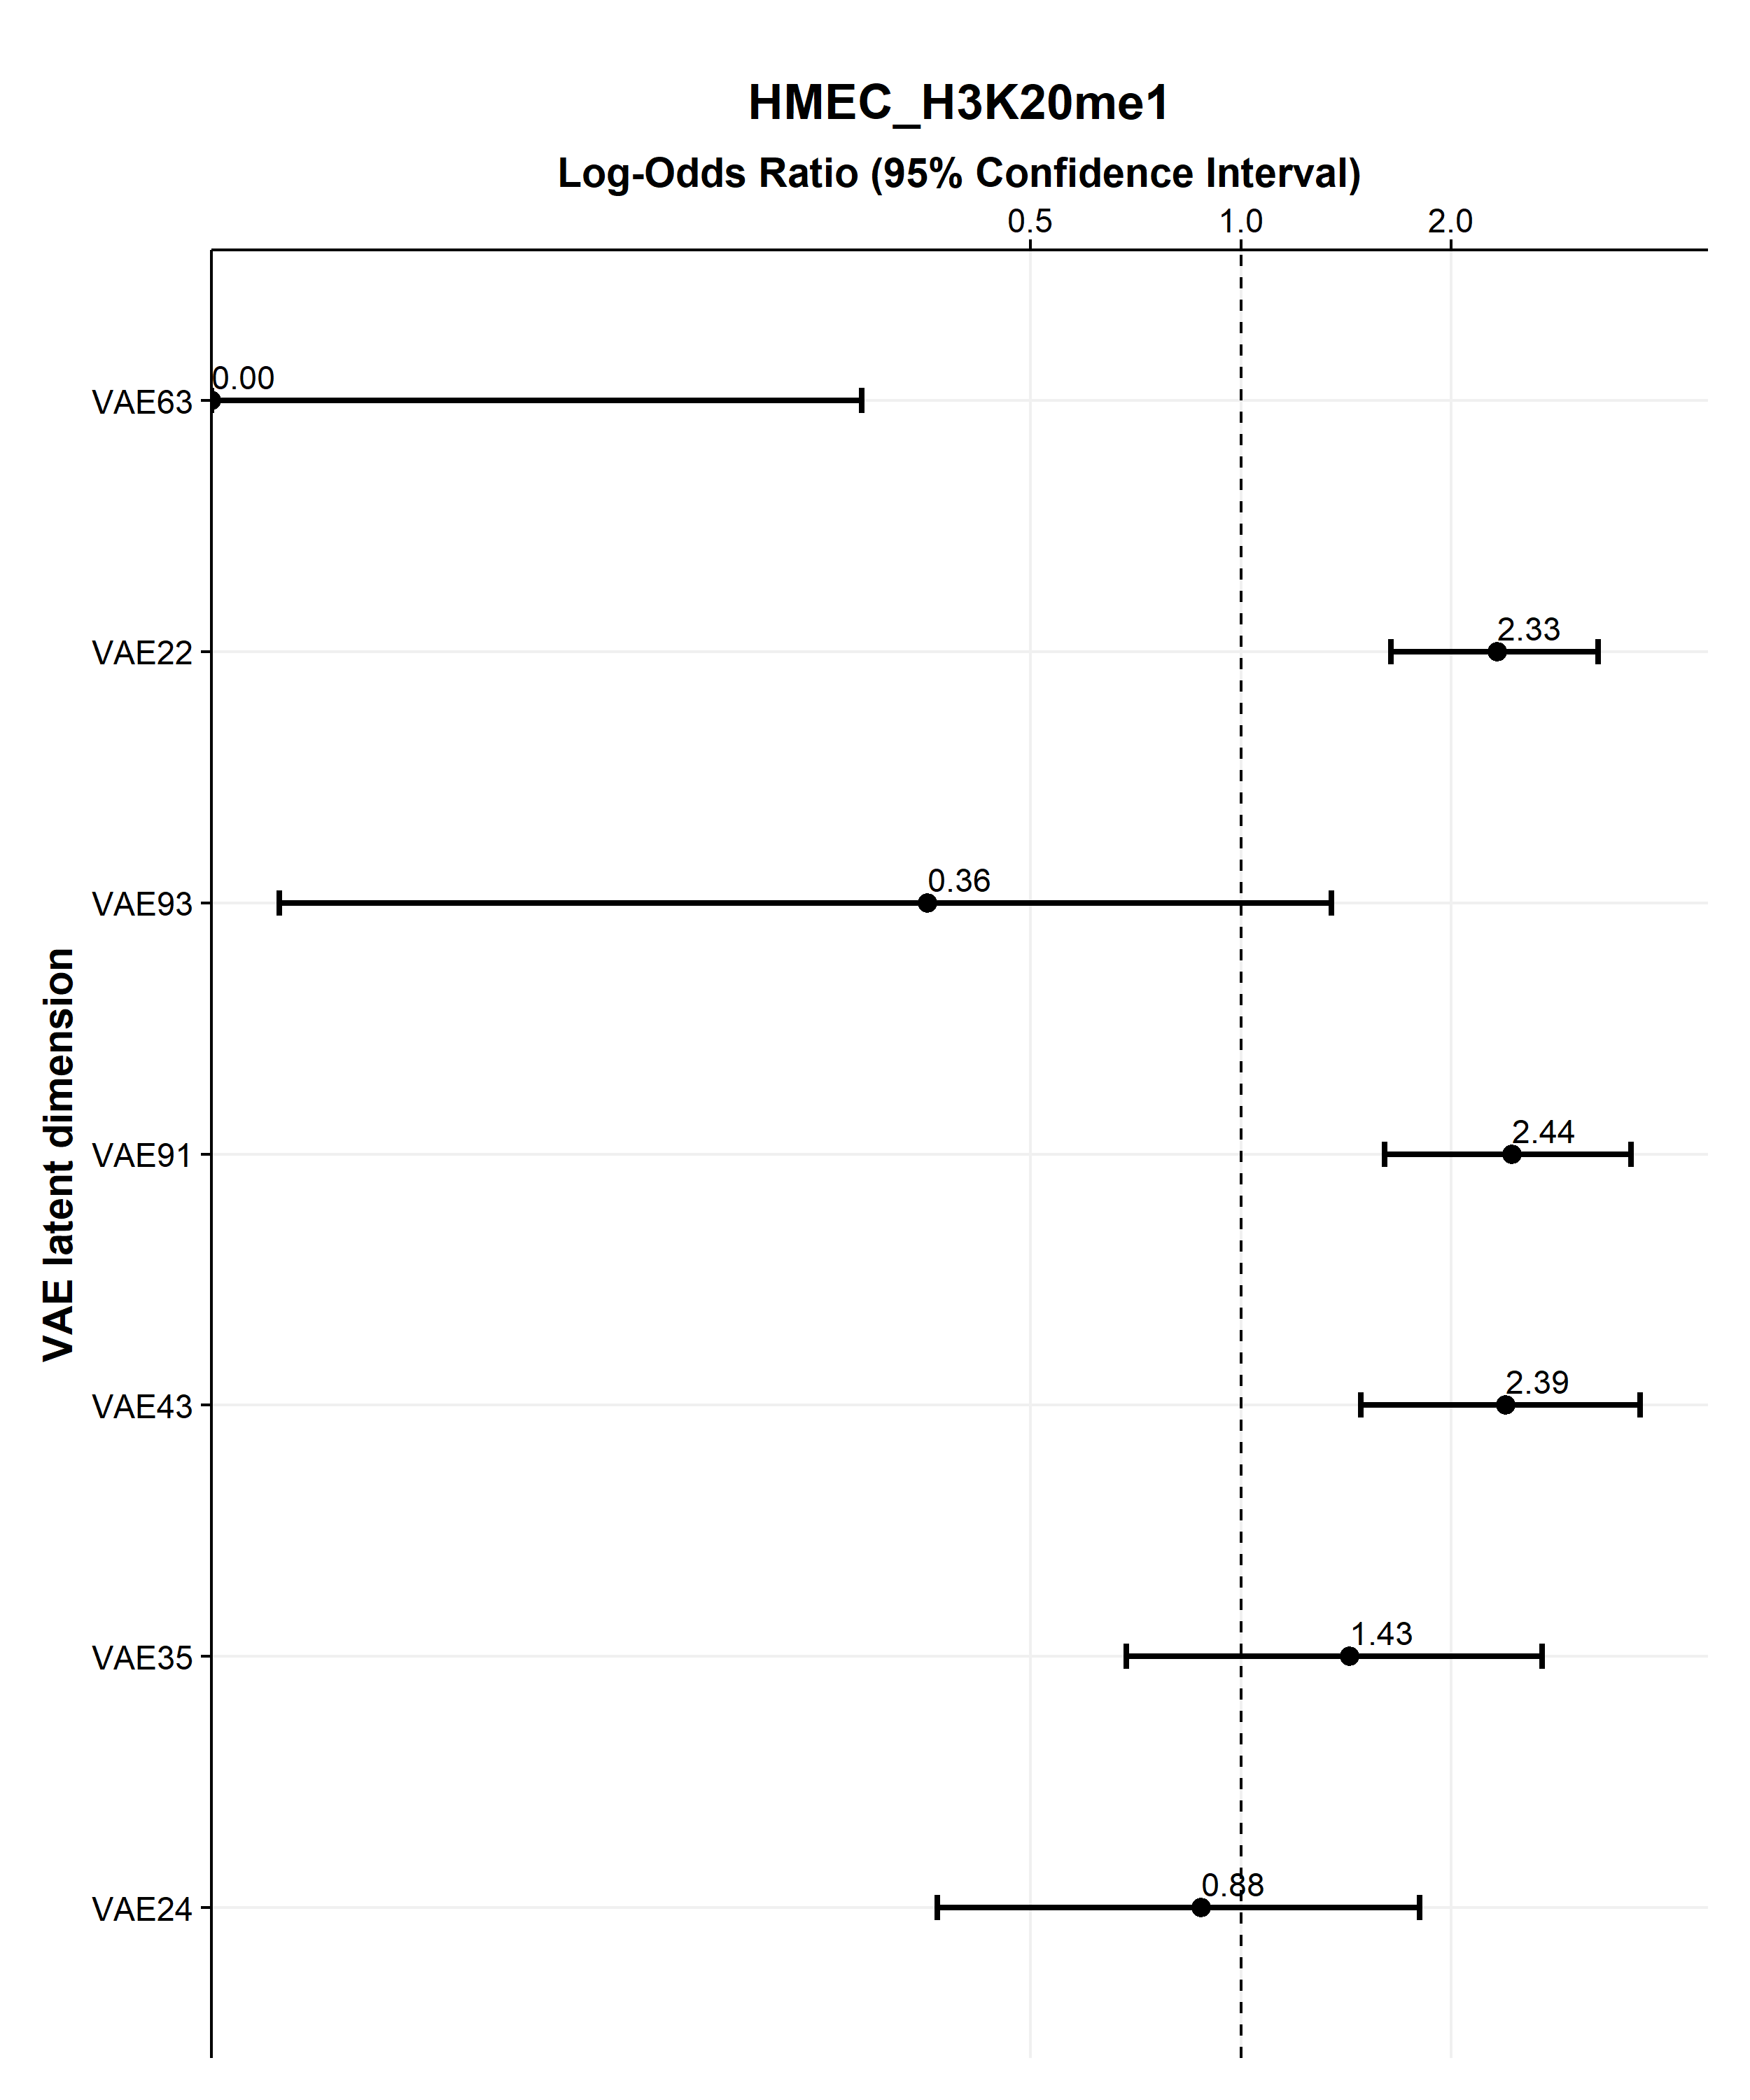 HMEC_H3K20me1
Log-Odds Ratio (95% Confidence Interval)
0.5 1.0 2.0
VAE63 0.00
VAE22 2.33
VAE93 0.36
VAE91 2.44
VAE43 2.39
VAE35 1.43
VAE24 0.88
VAE latent dimension